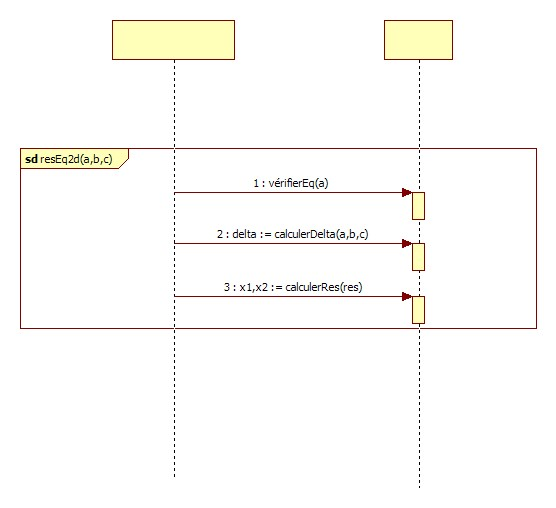 sd resEq2d(a,b,c)
1 : vérifierEq(a)
2 : delta := calculerDelta(a,b,c)
3 : x1,x2 := calculerRes(res)